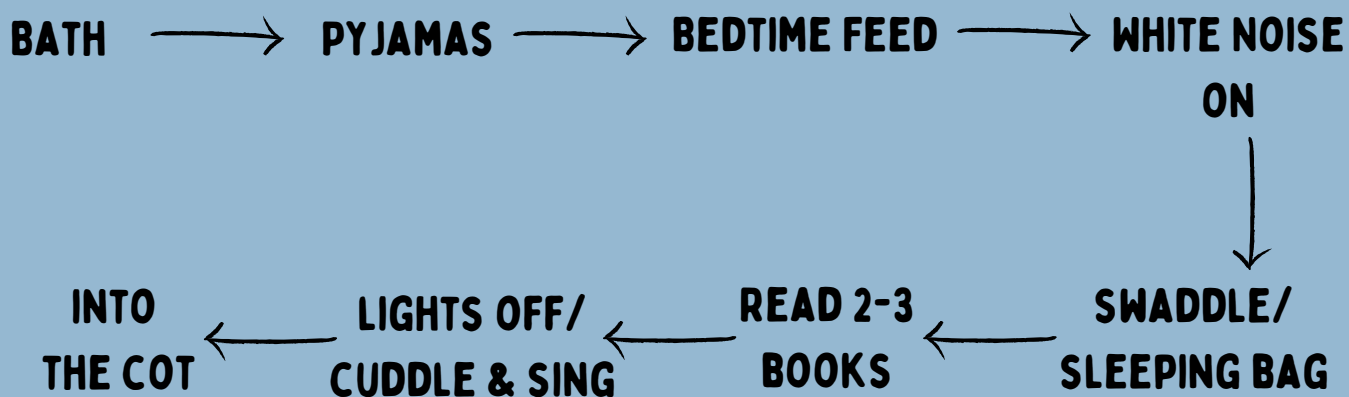 BATH
PYJAMAS
BEDTIME FEED
WHITE NOISE
ON
SWADDLE/
SLEEPING BAG
READ 2-3
BOOKS
LIGHTS OFF/
CUDDLE & SING
INTO
THE COT